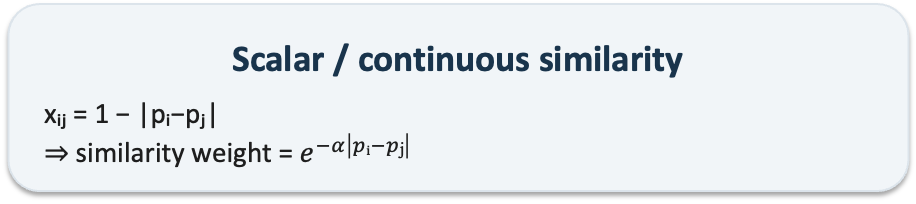 Scalar / continuous similarity
xᵢⱼ = 1 − |pᵢ−pⱼ|
⇒ similarity weight = e^{−α|pᵢ−pⱼ|}